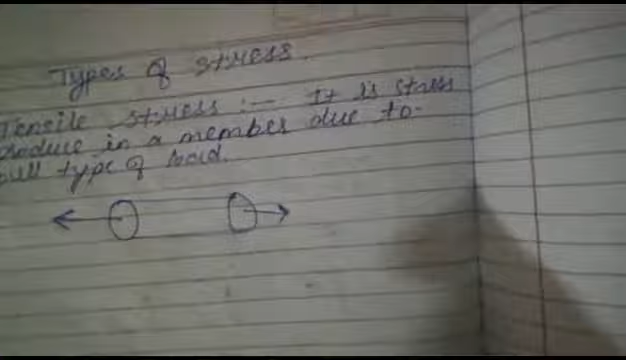 Types of stress.
Tensile stress :- It is stress
produce in a member due to
pull type of load.